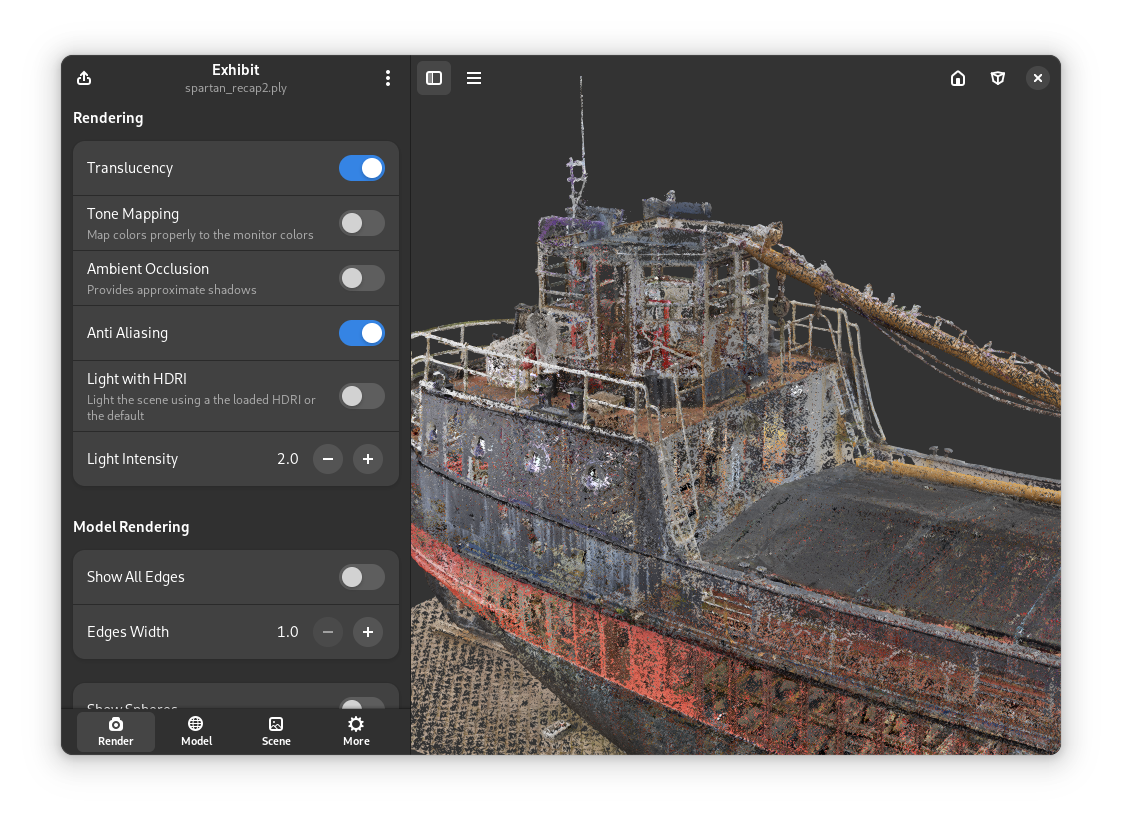 Exhibit
spartan_recap2.ply
Rendering
Translucency
Tone Mapping
Map colors properly to the monitor colors
Ambient Occlusion
Provides approximate shadows
Anti Aliasing
Light with HDRI
Light the scene using a the loaded HDRI or
the default
Light Intensity 2.0
Model Rendering
Show All Edges
Edges Width 1.0
Show Spheres
Render Model Scene More